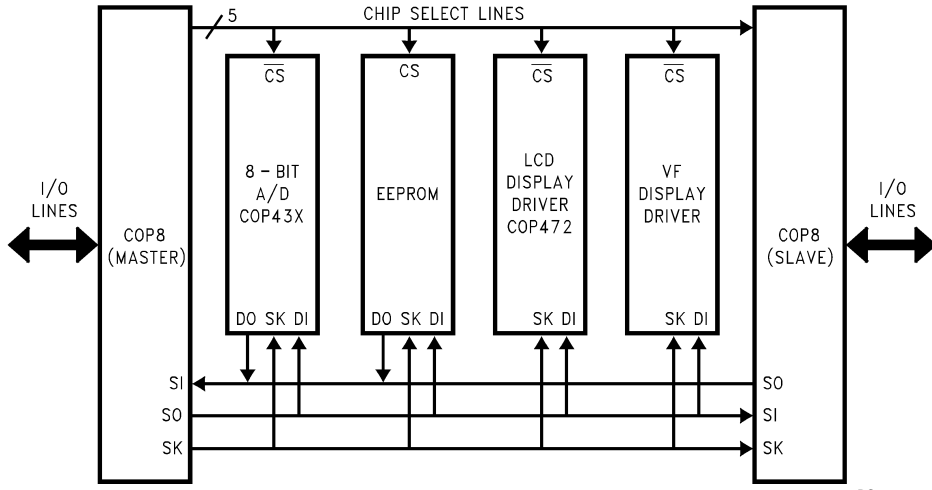 5
CHIP SELECT LINES
CS
CS
CS
CS
8 – BIT
A/D
COP43X
EEPROM
LCD
DISPLAY
DRIVER
COP472
VF
DISPLAY
DRIVER
I/O
LINES
COP8
(MASTER)
I/O
LINES
COP8
(SLAVE)
DO SK DI
DO SK DI
SK DI
SK DI
SI
SO
SK
SO
SI
SK